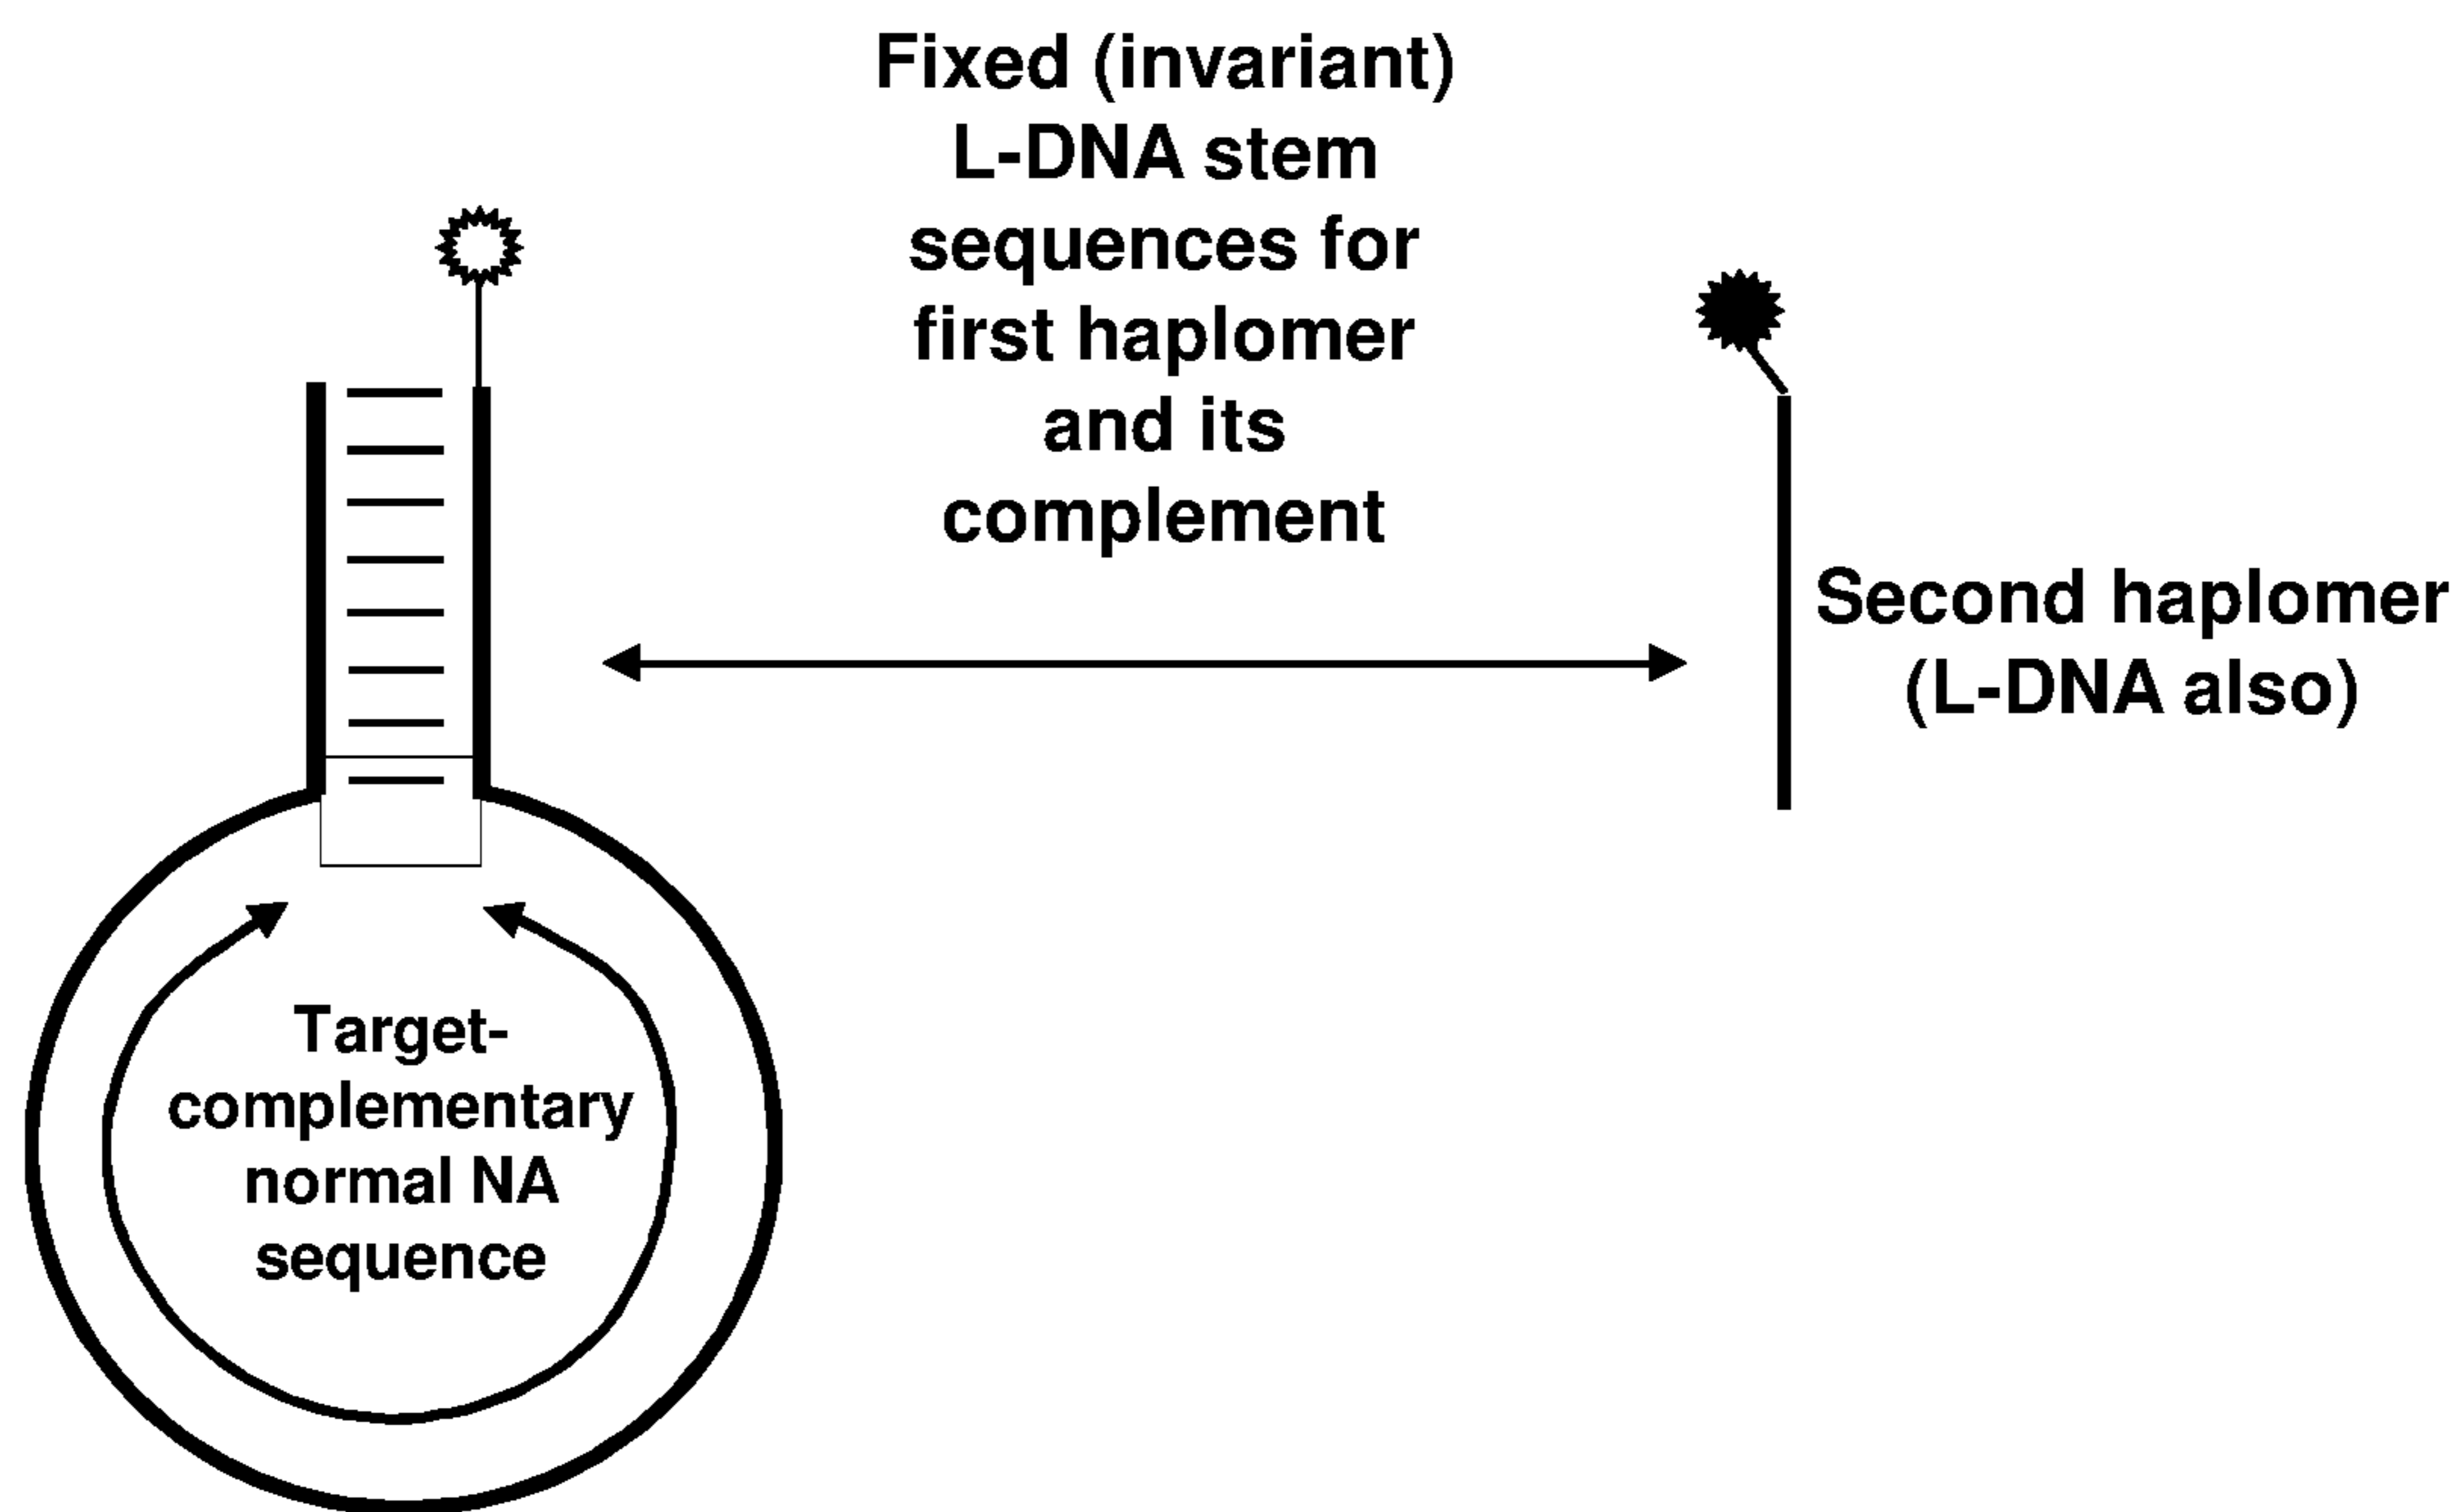 Fixed (invariant)
L-DNA stem
sequences for
first haplomer
and its
complement
Second haplomer
(L-DNA also)
Target-
complementary
normal NA
sequence